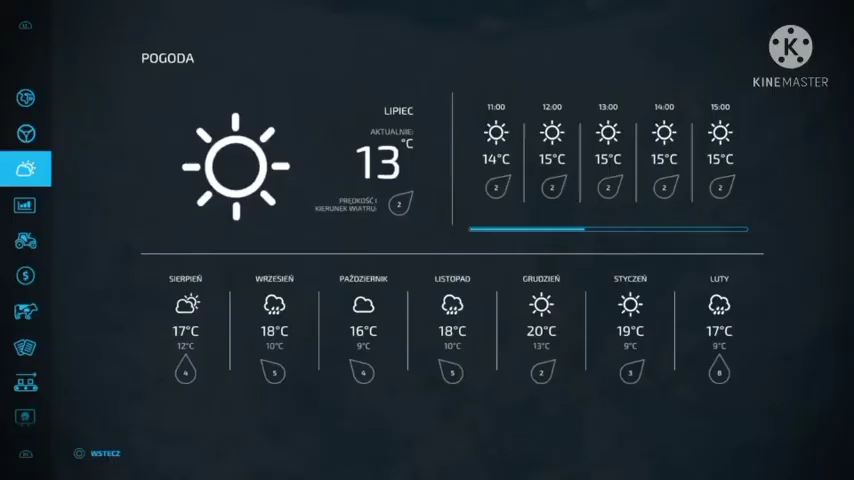 POGODA
KINEMASTER
LIPIEC
AKTUALNIE:
13 °C
PRĘDKOŚĆ I
KIERUNEK WIATRU:
2
11:00 12:00 13:00 14:00 15:00
14°C 15°C 15°C 15°C 15°C
2 2 2 2 2
SIERPIEŃ WRZESIEŃ PAŹDZIERNIK LISTOPAD GRUDZIEŃ STYCZEŃ LUTY
17°C 18°C 16°C 18°C 20°C 19°C 17°C
12°C 10°C 9°C 10°C 13°C 9°C 9°C
4 5 4 5 2 3 8
WSTECZ